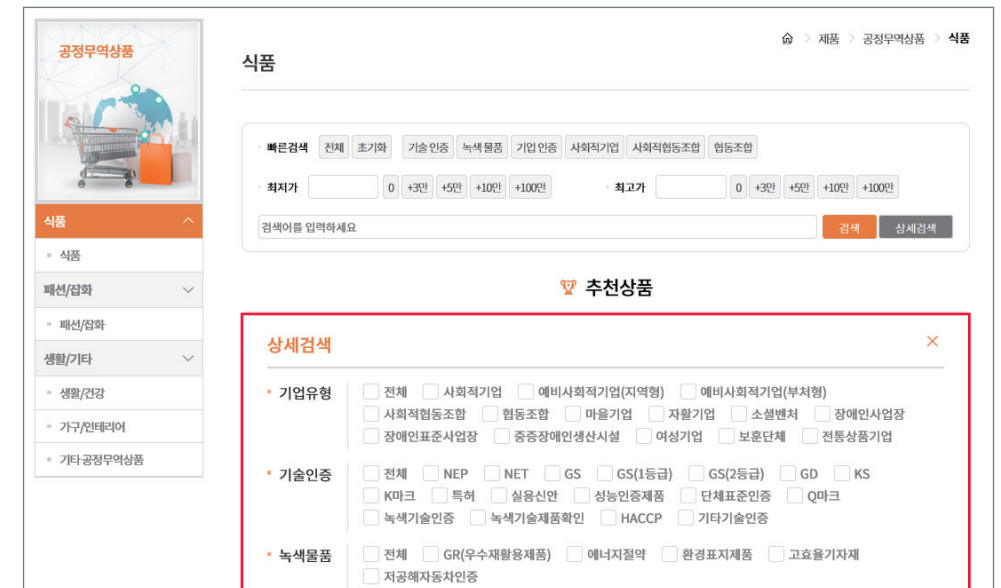 공정무역상품
식품
식품
패션/잡화
패션/잡화
생활/기타
생활/건강
가구/인테리어
기타 공정무역상품
제품 > 공정무역상품 > 식품
식품
빠른검색 전체 초기화 기술 인증 녹색 물품 기업 인증 사회적기업 사회적협동조합 협동조합
최저가 0 +3만 +5만 +10만 +100만 최고가 0 +3만 +5만 +10만 +100만
검색어를 입력하세요 검색 상세검색
추천상품
상세검색 ×
기업유형 전체 사회적기업 예비사회적기업(지역형) 예비사회적기업(부처형)
사회적협동조합 협동조합 마을기업 자활기업 소셜벤처 장애인사업장
장애인표준사업장 중증장애인생산시설 여성기업 보훈단체 전통상품기업
기술인증 전체 NEP NET GS GS(1등급) GS(2등급) GD KS
K마크 특허 실용신안 성능인증제품 단체표준인증 Q마크
녹색기술인증 녹색기술제품확인 HACCP 기타기술인증
녹색물품 전체 GR(우수재활용제품) 에너지절약 환경표지제품 고효율기자재
저공해자동차인증